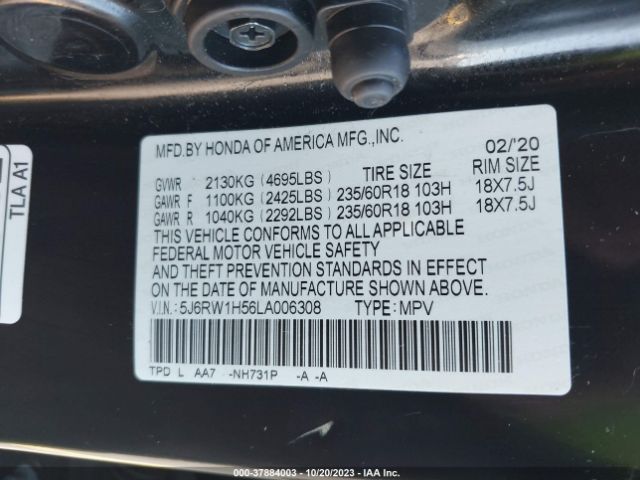 MFD.BY HONDA OF AMERICA MFG.,INC. 02/'20
GVWR 2130KG (4695LBS) TIRE SIZE RIM SIZE
GAWR F 1100KG (2425LBS) 235/60R18 103H 18X7.5J
GAWR R 1040KG (2292LBS) 235/60R18 103H 18X7.5J
THIS VEHICLE CONFORMS TO ALL APPLICABLE
FEDERAL MOTOR VEHICLE SAFETY
AND THEFT PREVENTION STANDARDS IN EFFECT
ON THE DATE OF MANUFACTURE SHOWN ABOVE.
V.I.N.: 5J6RW1H56LA006308 TYPE: MPV
TPD L AA7 -NH731P -A -A
TLA A1
000-37884003 - 10/20/2023 - IAA Inc.